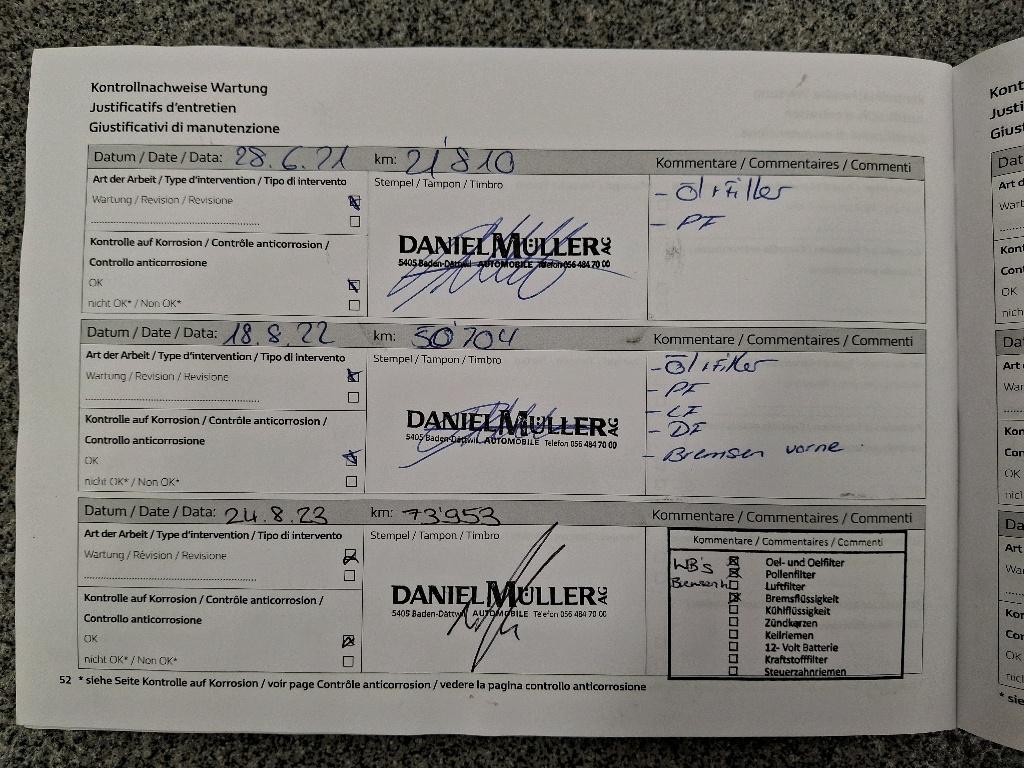 Kontrollnachweise Wartung
Justificatifs d'entretien
Giustificativi di manutenzione
Datum / Date / Data: 28.6.21 km: 21'810 Kommentare / Commentaires / Commenti
Art der Arbeit / Type d'intervention / Tipo di intervento Stempel / Tampon / Timbro
- Öl+Filter
Wartung / Revision / Revisione
- PF
Kontrolle auf Korrosion / Contrôle anticorrosion /
Controllo anticorrosione
DANIEL MÜLLER AG
5405 Baden-Dättwil AUTOMOBILE Telefon 056 484 70 00
OK
nicht OK* / Non OK*
Datum / Date / Data: 18.8.22 km: 50'704 Kommentare / Commentaires / Commenti
Art der Arbeit / Type d'intervention / Tipo di intervento Stempel / Tampon / Timbro
- Öl+Filter
Wartung / Revision / Revisione
- PF
- LF
- DF
- Bremsen vorne
Kontrolle auf Korrosion / Contrôle anticorrosion /
Controllo anticorrosione
DANIEL MÜLLER AG
5405 Baden-Dättwil AUTOMOBILE Telefon 056 484 70 00
OK
nicht OK* / Non OK*
Datum / Date / Data: 24.8.23 km: 73'953 Kommentare / Commentaires / Commenti
Art der Arbeit / Type d'intervention / Tipo di intervento Stempel / Tampon / Timbro
Wartung / Révision / Revisione
Kontrolle auf Korrosion / Contrôle anticorrosion /
Controllo anticorrosione
DANIEL MÜLLER AG
5405 Baden-Dättwil AUTOMOBILE Telefon 056 484 70 00
OK
nicht OK* / Non OK*
Kommentare / Commentaires / Commenti
WB's Oel- und Oelfilter
Pollenfilter
Luftfilter
Bremsflüssigkeit
Kühlflüssigkeit
Zündkerzen
Keilriemen
12- Volt Batterie
Kraftstofffilter
Steuerzahnriemen
52 * siehe Seite Kontrolle auf Korrosion / voir page Contrôle anticorrosion / vedere la pagina controllo anticorrosione